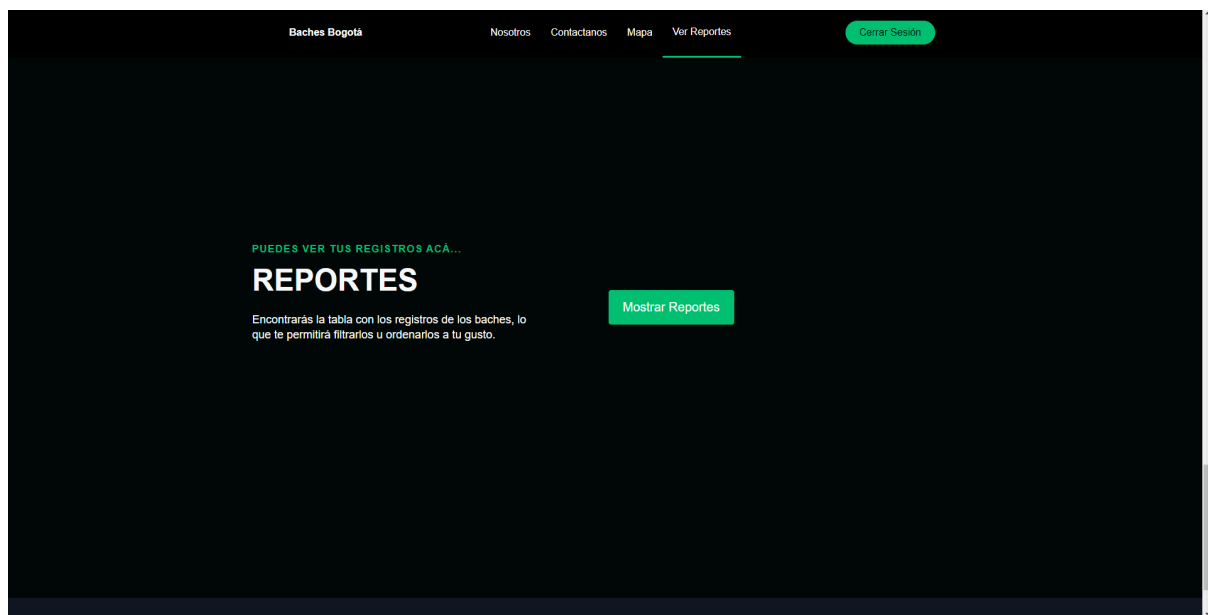 Baches Bogotá
Nosotros
Contactanos
Mapa
Ver Reportes
Cerrar Sesión
PUEDES VER TUS REGISTROS ACÁ...
REPORTES
Encontrarás la tabla con los registros de los baches, lo
que te permitirá filtrarlos u ordenarlos a tu gusto.
Mostrar Reportes